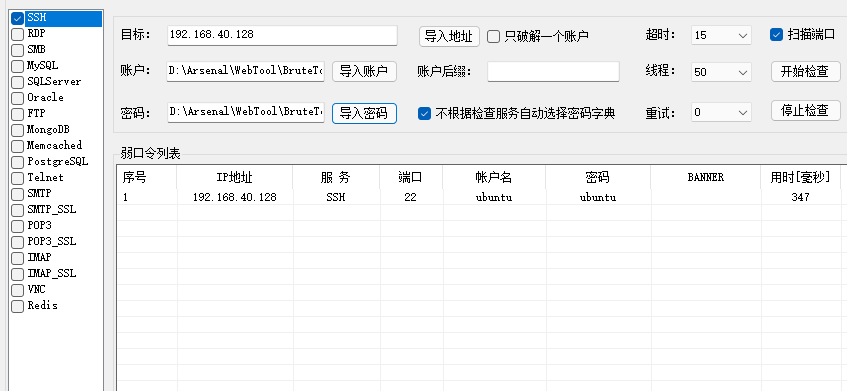 SSH
RDP
SMB
MySQL
SQLServer
Oracle
FTP
MongoDB
Memcached
PostgreSQL
Telnet
SMTP
SMTP_SSL
POP3
POP3_SSL
IMAP
IMAP_SSL
VNC
Redis
目标： 192.168.40.128 导入地址 只破解一个账户 超时： 15 扫描端口
账户： D:\Arsenal\WebTool\BruteTo 导入账户 账户后缀： 线程： 50 开始检查
密码： D:\Arsenal\WebTool\BruteTo 导入密码 不根据检查服务自动选择密码字典 重试： 0 停止检查
弱口令列表
序号 IP地址 服 务 端口 帐户名 密码 BANNER 用时[毫秒]
1 192.168.40.128 SSH 22 ubuntu ubuntu 347